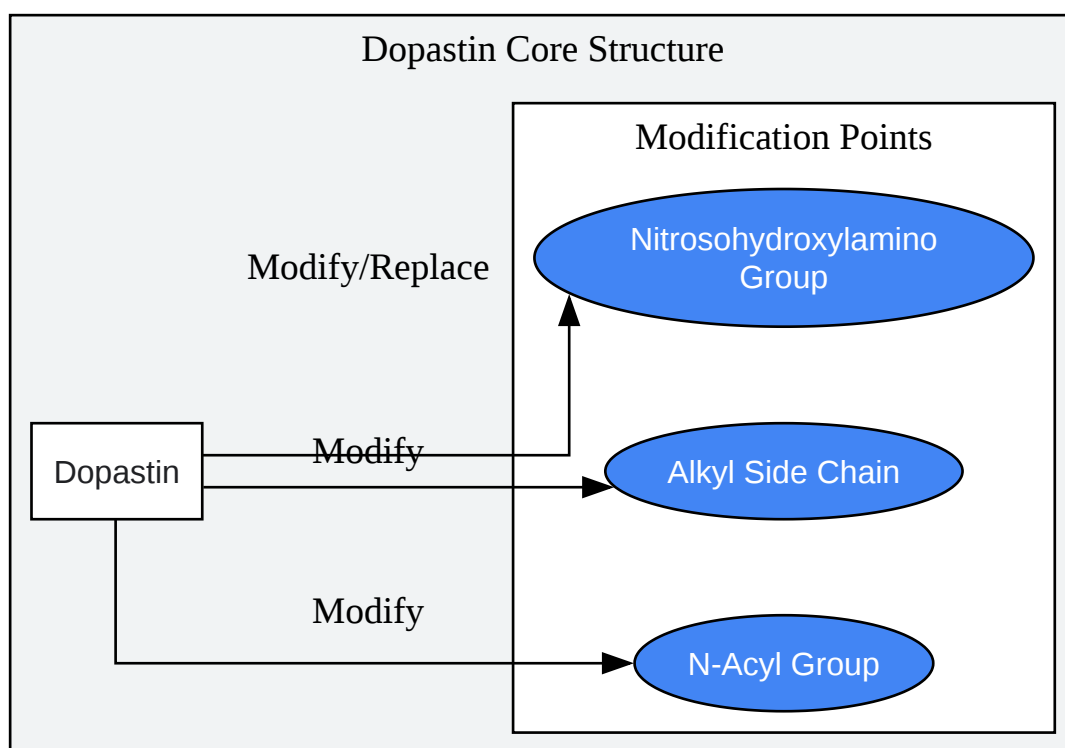 Dopastin Core Structure
Modification Points
Nitrosohydroxylamino
Group
Modify/Replace
Modify
Dopastin
Alkyl Side Chain
Modify
N-Acyl Group